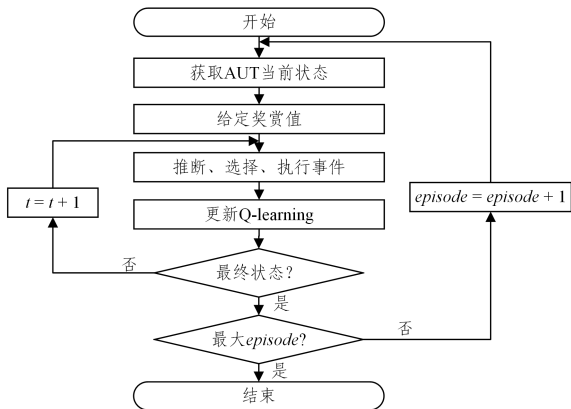 开始
获取AUT当前状态
给定奖赏值
推断、选择、执行事件
t = t + 1
episode = episode + 1
更新Q-learning
否
最终状态?
是
最大episode?
否
是
结束